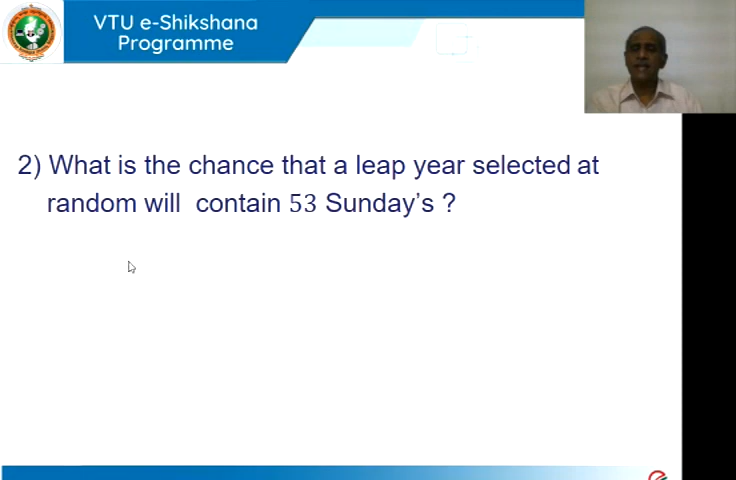 VTU e-Shikshana
Programme
2) What is the chance that a leap year selected at
random will contain 53 Sunday's ?